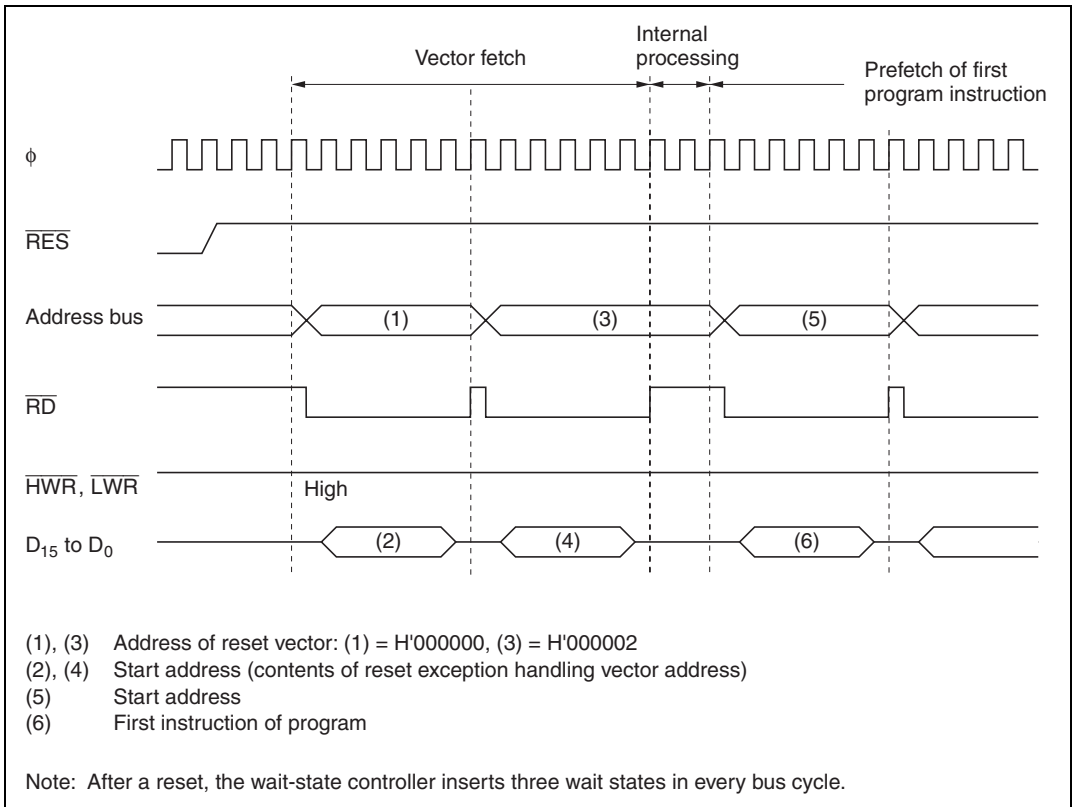 Vector fetch
Internal
processing
Prefetch of first
program instruction
φ
RES
Address bus
(1)
(3)
(5)
RD
HWR, LWR
High
D15 to D0
(2)
(4)
(6)
(1), (3) Address of reset vector: (1) = H'000000, (3) = H'000002
(2), (4) Start address (contents of reset exception handling vector address)
(5) Start address
(6) First instruction of program
Note: After a reset, the wait-state controller inserts three wait states in every bus cycle.